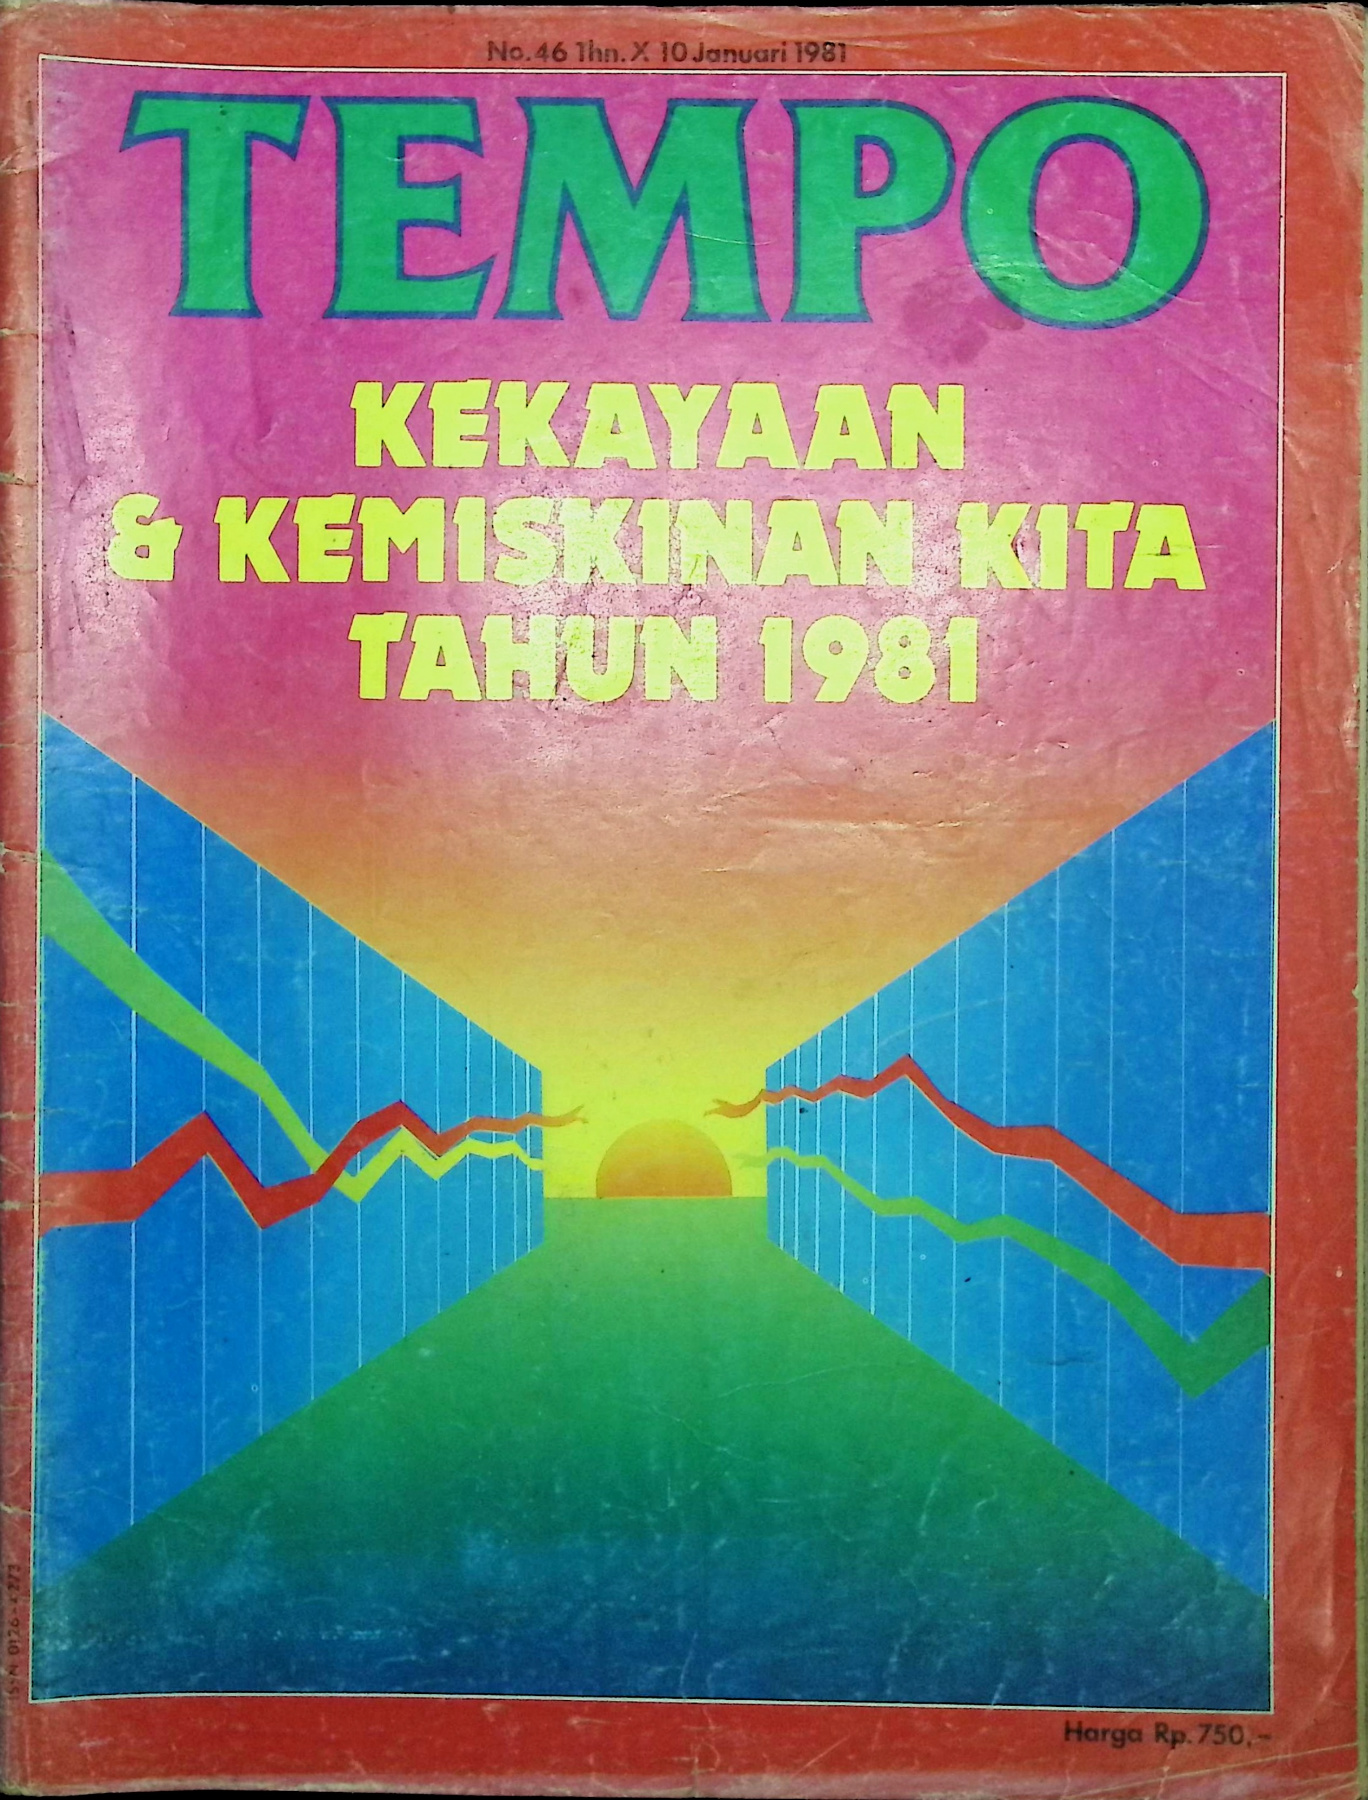 No.46 Thn.X 10 Januari 1981
TEMPO
KEKAYAAN
& KEMISKINAN KITA
TAHUN 1981
Harga Rp.750,-